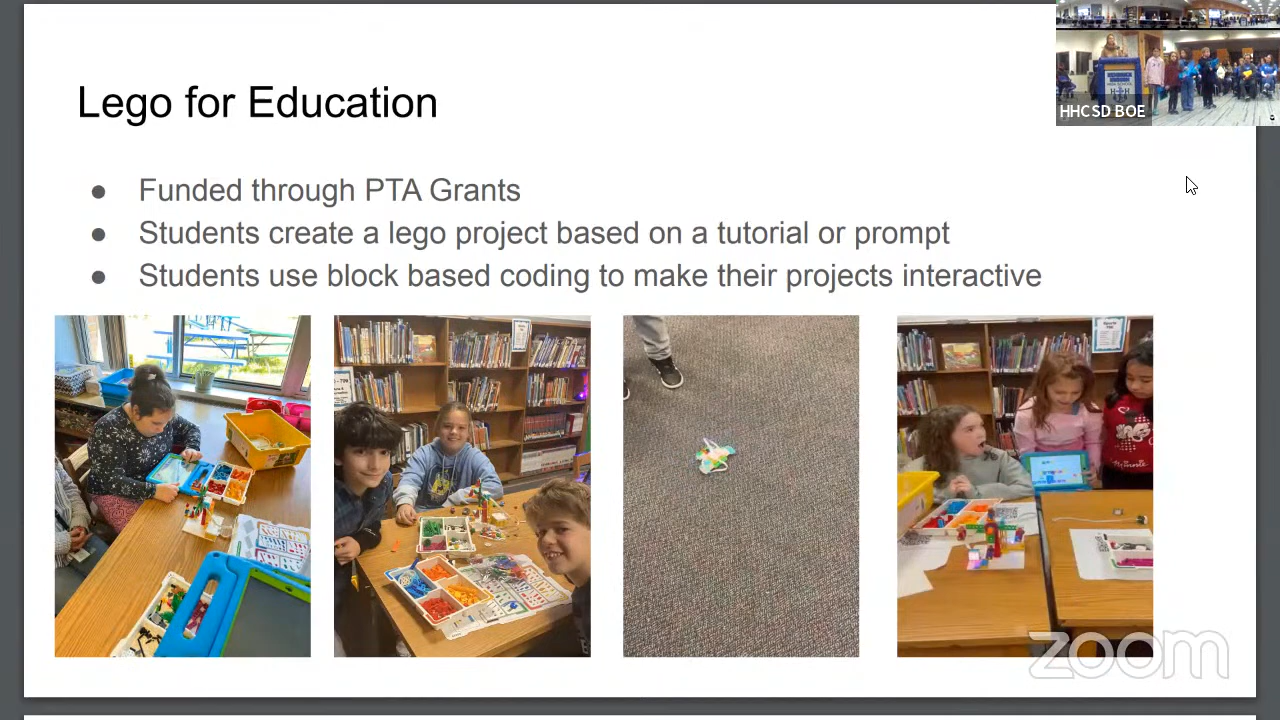 Lego for Education
HHCSD BOE
● Funded through PTA Grants
● Students create a lego project based on a tutorial or prompt
● Students use block based coding to make their projects interactive
zoom